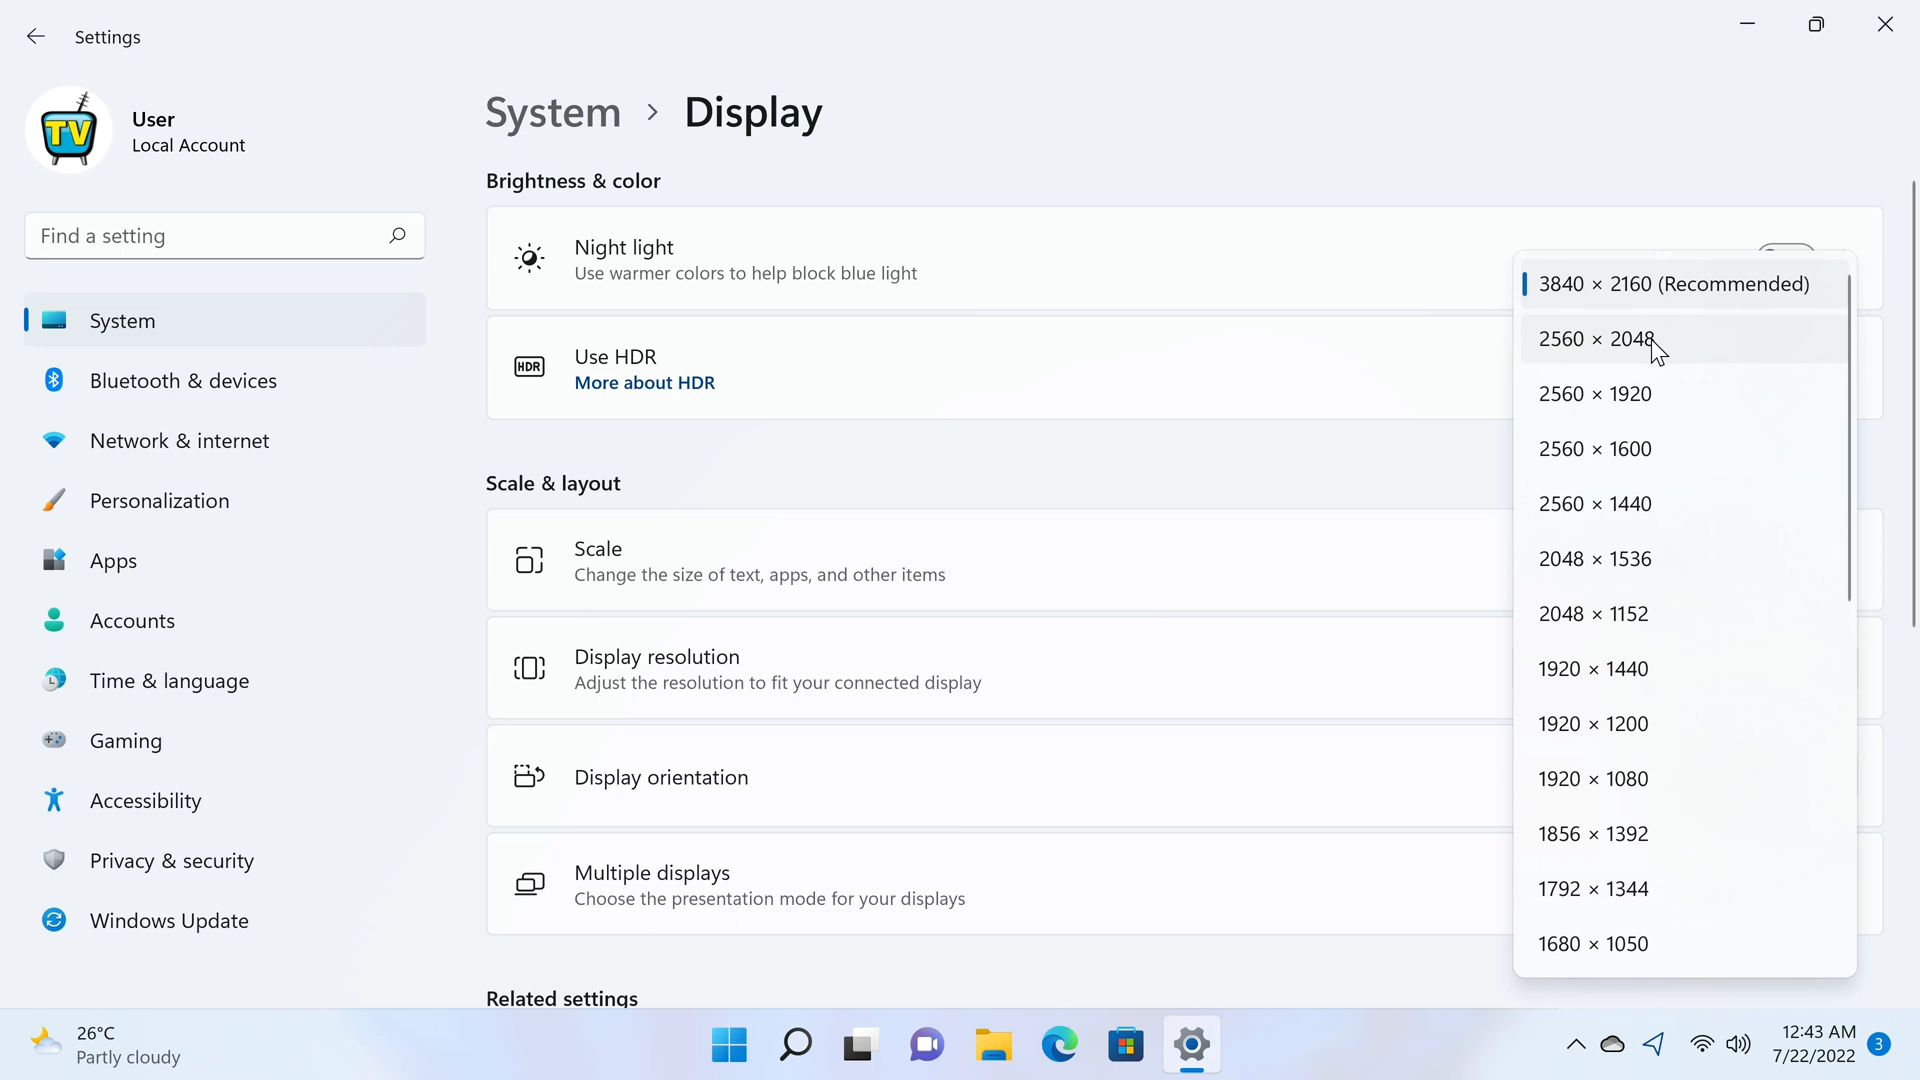 Settings
TV
User
Local Account
Find a setting
System
Bluetooth & devices
Network & internet
Personalization
Apps
Accounts
Time & language
Gaming
Accessibility
Privacy & security
Windows Update
System > Display
Brightness & color
Night light
Use warmer colors to help block blue light
HDR
Use HDR
More about HDR
Scale & layout
Scale
Change the size of text, apps, and other items
Display resolution
Adjust the resolution to fit your connected display
Display orientation
Multiple displays
Choose the presentation mode for your displays
Related settings
3840 × 2160 (Recommended)
2560 × 2048
2560 × 1920
2560 × 1600
2560 × 1440
2048 × 1536
2048 × 1152
1920 × 1440
1920 × 1200
1920 × 1080
1856 × 1392
1792 × 1344
1680 × 1050
26°C
Partly cloudy
12:43 AM
7/22/2022
3